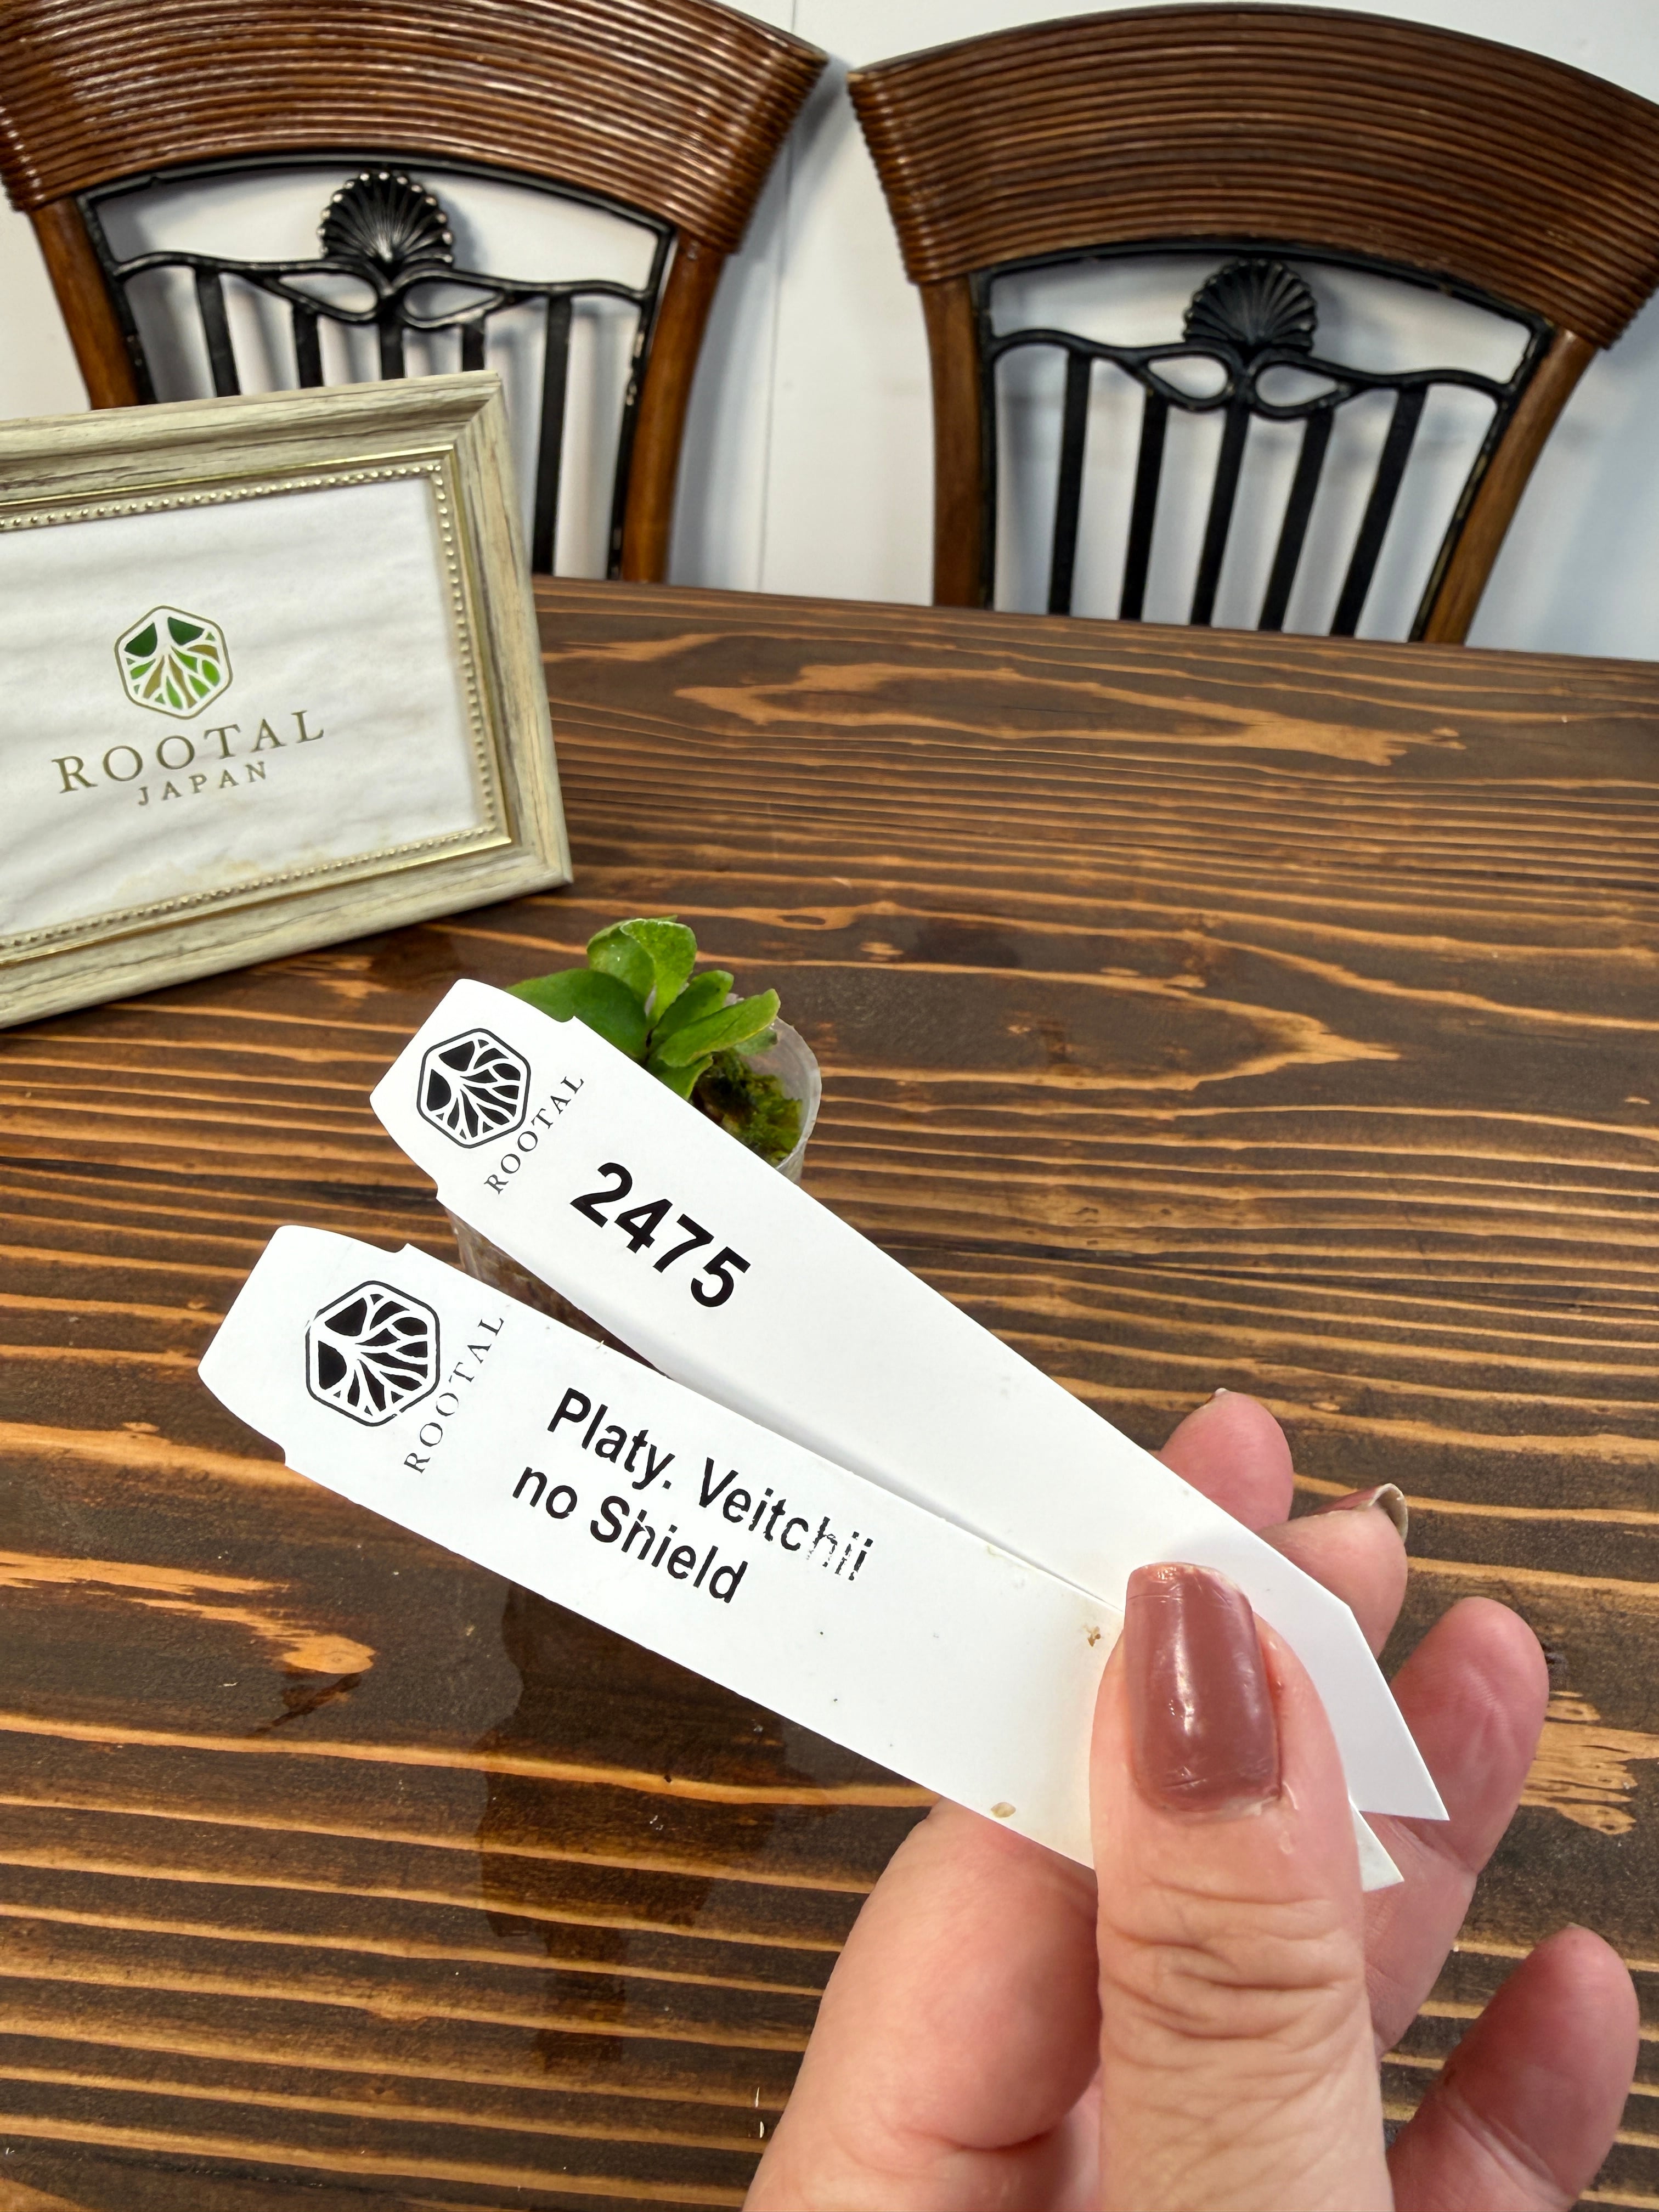 ROOTAL
JAPAN
ROOTAL
2475
ROOTAL
Platy. Veitchii
no Shield